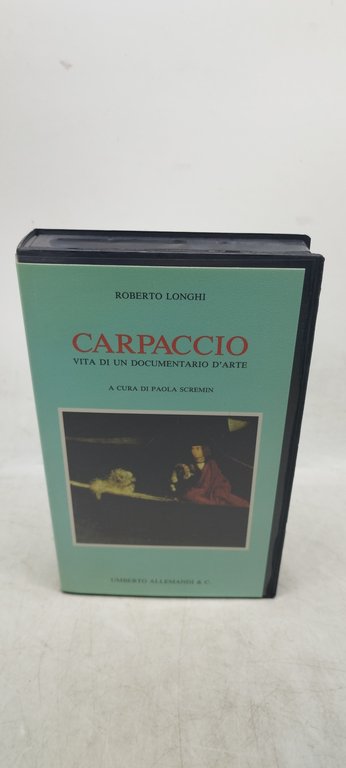 ROBERTO LONGHI
CARPACCIO
VITA DI UN DOCUMENTARIO D'ARTE
A CURA DI PAOLA SCREMIN
UMBERTO ALLEMANDI & C.